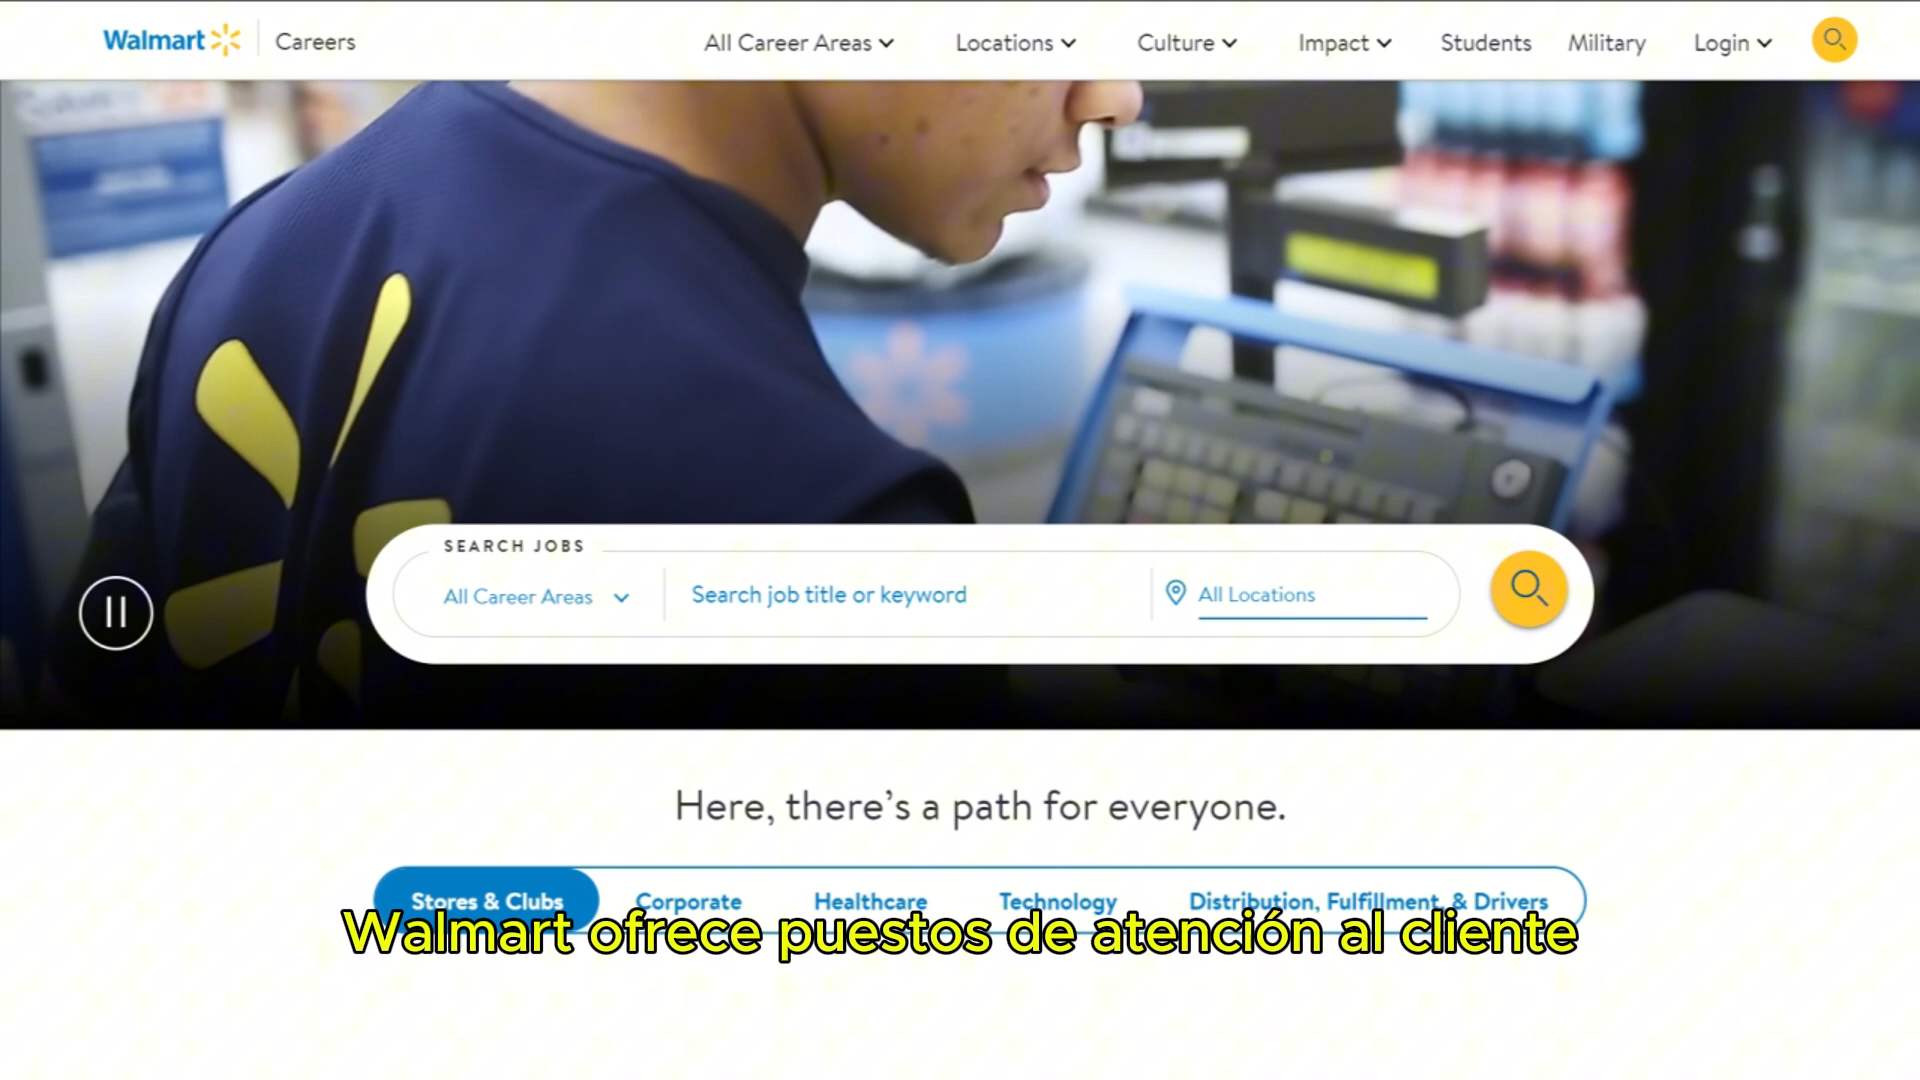 Walmart Careers All Career Areas Locations Culture Impact Students Military Login
SEARCH JOBS
All Career Areas Search job title or keyword All Locations
Here, there's a path for everyone.
Stores & Clubs Corporate Healthcare Technology Distribution, Fulfillment, & Drivers
Walmart ofrece puestos de atención al cliente